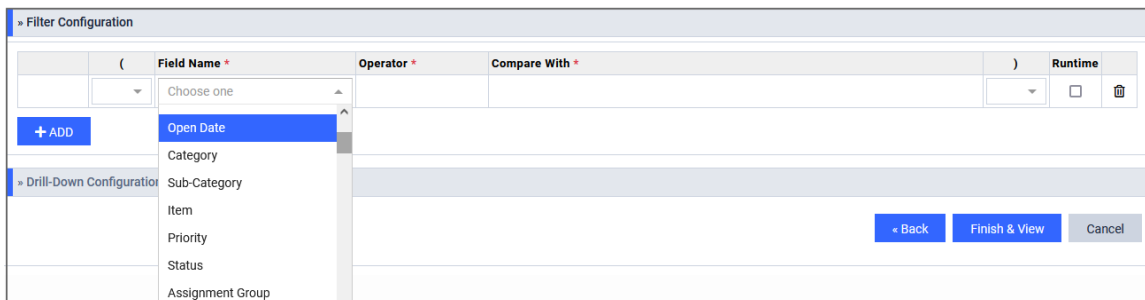 » Filter Configuration
( Field Name * Operator * Compare With * ) Runtime
Choose one
+ ADD
Open Date
Category
» Drill-Down Configuration
Sub-Category
Item
Priority
« Back Finish & View Cancel
Status
Assignment Group